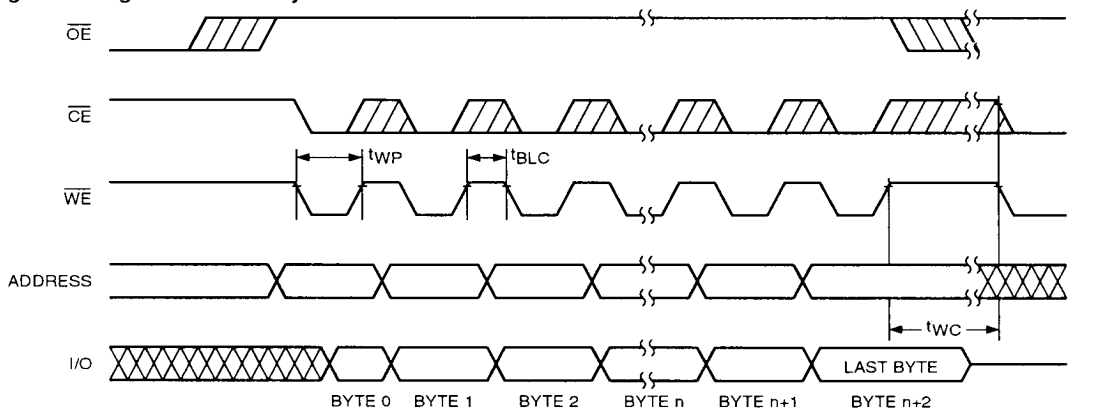 OE
CE
tWP
tBLC
WE
ADDRESS
tWC
I/O
LAST BYTE
BYTE 0 BYTE 1 BYTE 2 BYTE n BYTE n+1 BYTE n+2